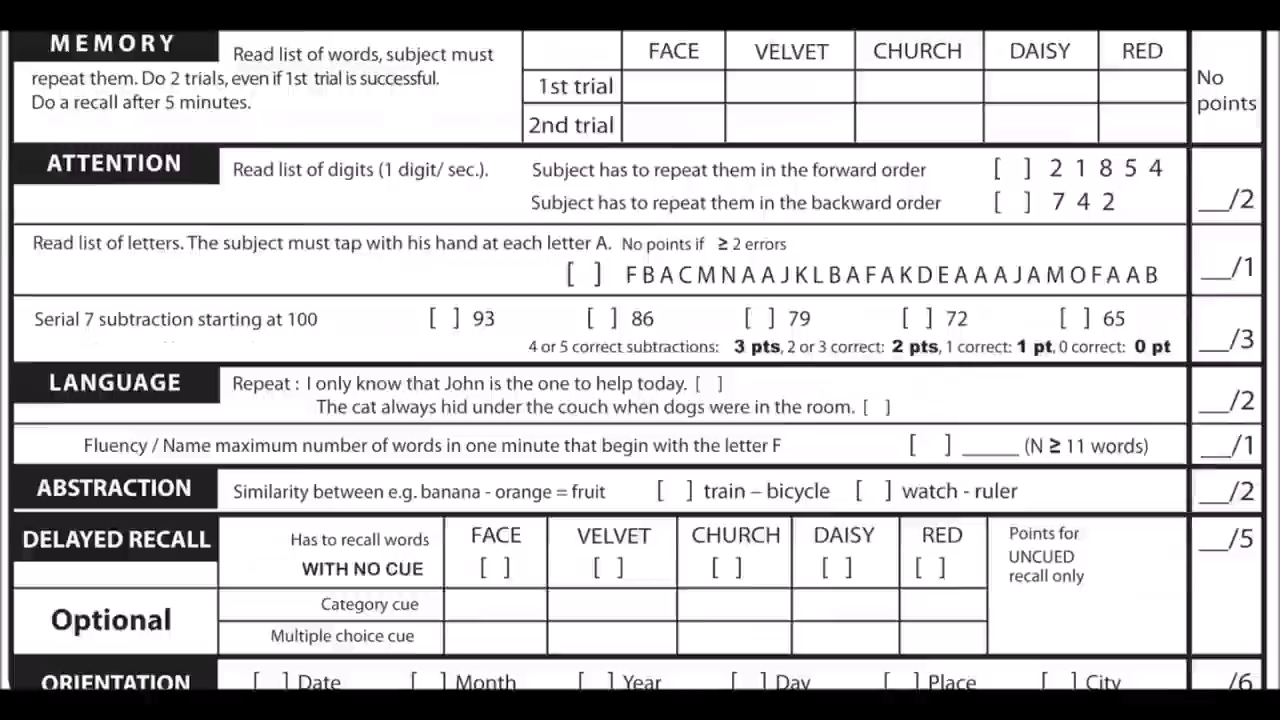 MEMORY
Read list of words, subject must
repeat them. Do 2 trials, even if 1st trial is successful.
Do a recall after 5 minutes.
FACE VELVET CHURCH DAISY RED
1st trial
2nd trial
No
points
ATTENTION
Read list of digits (1 digit/ sec.).
Subject has to repeat them in the forward order [ ] 2 1 8 5 4
Subject has to repeat them in the backward order [ ] 7 4 2
__/2
Read list of letters. The subject must tap with his hand at each letter A. No points if ≥ 2 errors
[ ] F B A C M N A A J K L B A F A K D E A A A J A M O F A A B
__/1
Serial 7 subtraction starting at 100 [ ] 93 [ ] 86 [ ] 79 [ ] 72 [ ] 65
4 or 5 correct subtractions: 3 pts, 2 or 3 correct: 2 pts, 1 correct: 1 pt, 0 correct: 0 pt
__/3
LANGUAGE
Repeat : I only know that John is the one to help today. [ ]
The cat always hid under the couch when dogs were in the room. [ ]
__/2
Fluency / Name maximum number of words in one minute that begin with the letter F [ ] _____ (N ≥ 11 words)
__/1
ABSTRACTION
Similarity between e.g. banana - orange = fruit [ ] train – bicycle [ ] watch - ruler
__/2
DELAYED RECALL
Has to recall words
WITH NO CUE
FACE VELVET CHURCH DAISY RED
[ ] [ ] [ ] [ ] [ ]
Points for
UNCUED
recall only
__/5
Optional
Category cue
Multiple choice cue
ORIENTATION
[ ] Date [ ] Month [ ] Year [ ] Day [ ] Place [ ] City
__/6